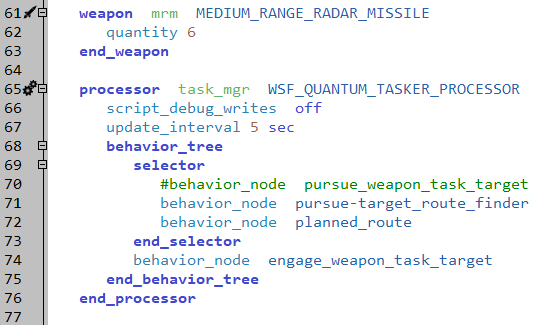 61 weapon mrm MEDIUM_RANGE_RADAR_MISSILE
62 quantity 6
63 end_weapon
64
65 processor task_mgr WSF_QUANTUM_TASKER_PROCESSOR
66 script_debug_writes off
67 update_interval 5 sec
68 behavior_tree
69 selector
70 #behavior_node pursue_weapon_task_target
71 behavior_node pursue-target_route_finder
72 behavior_node planned_route
73 end_selector
74 behavior_node engage_weapon_task_target
75 end_behavior_tree
76 end_processor
77